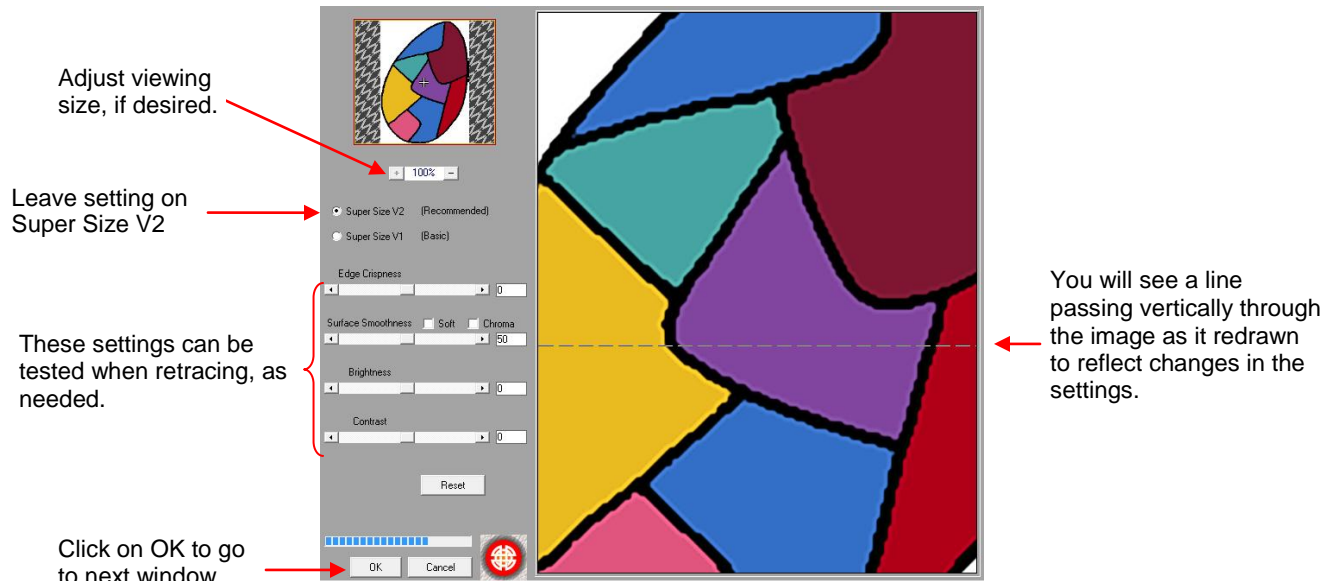 Adjust viewing
size, if desired.
+ 100% -
Leave setting on
Super Size V2
Super Size V2 (Recommended)
Super Size V1 (Basic)
Edge Crispness
0
Surface Smoothness Soft Chroma
50
These settings can be
tested when retracing, as
needed.
Brightness
0
Contrast
0
Reset
You will see a line
passing vertically through
the image as it redrawn
to reflect changes in the
settings.
Click on OK to go
to next window
OK Cancel